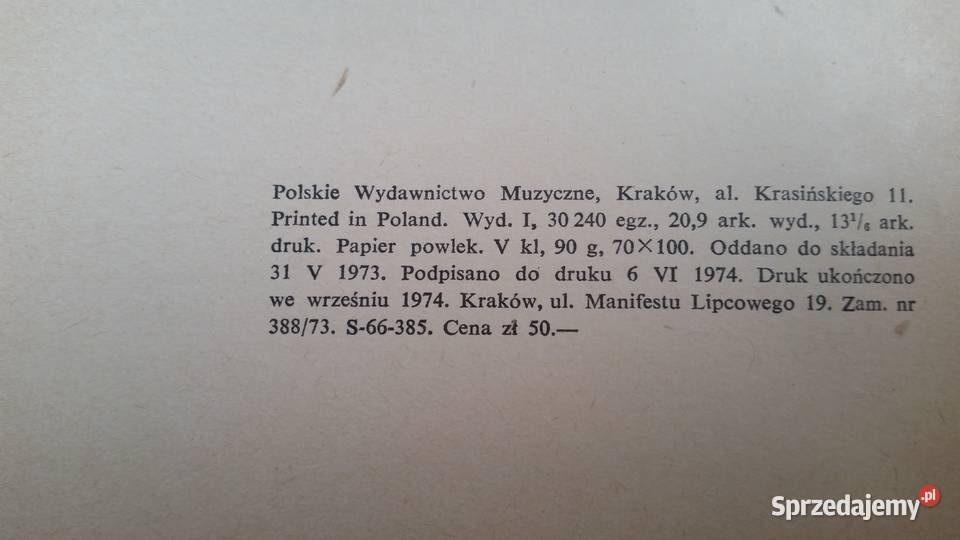 Polskie Wydawnictwo Muzyczne, Kraków, al. Krasińskiego 11.
Printed in Poland. Wyd. I, 30 240 egz., 20,9 ark. wyd., 13¹/₆ ark.
druk. Papier powlek. V kl, 90 g, 70×100. Oddano do składania
31 V 1973. Podpisano do druku 6 VI 1974. Druk ukończono
we wrześniu 1974. Kraków, ul. Manifestu Lipcowego 19. Zam. nr
388/73. S-66-385. Cena zł 50.—
Sprzedajemy.pl